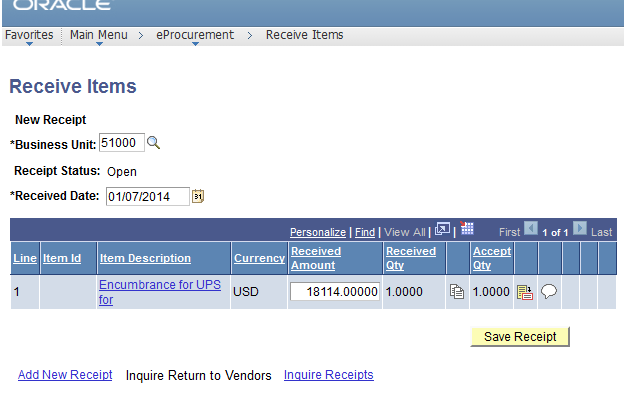 ORACLE
Favorites Main Menu > eProcurement > Receive Items
Receive Items
New Receipt
*Business Unit: 51000
Receipt Status: Open
*Received Date: 01/07/2014 31
Personalize | Find | View All | | First 1 of 1 Last
Line Item Id Item Description Currency Received Amount Received Qty Accept Qty
1 Encumbrance for UPS for USD 18114.00000 1.0000 1.0000
Save Receipt
Add New Receipt Inquire Return to Vendors Inquire Receipts